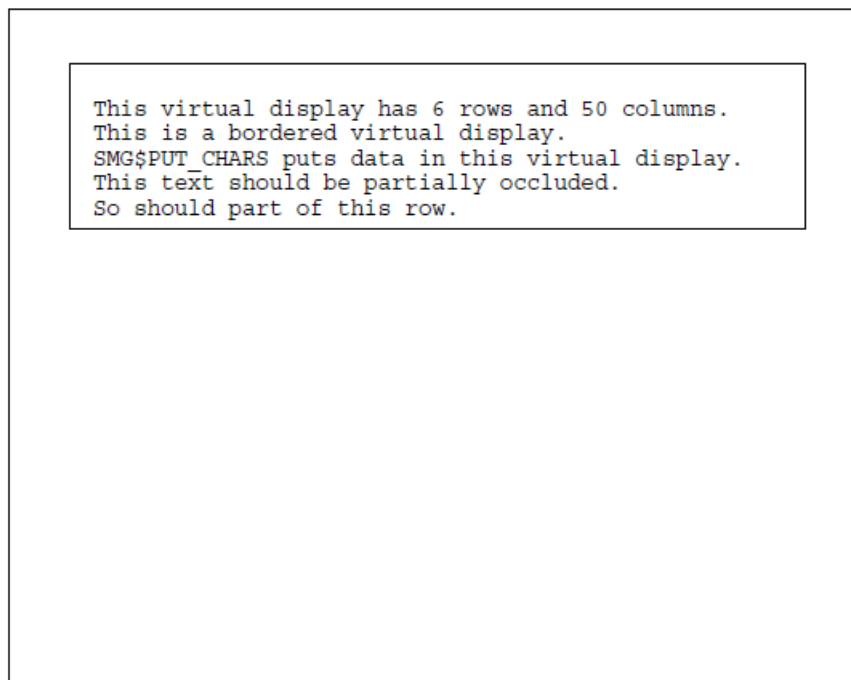 This virtual display has 6 rows and 50 columns.
This is a bordered virtual display.
SMG$PUT_CHARS puts data in this virtual display.
This text should be partially occluded.
So should part of this row.